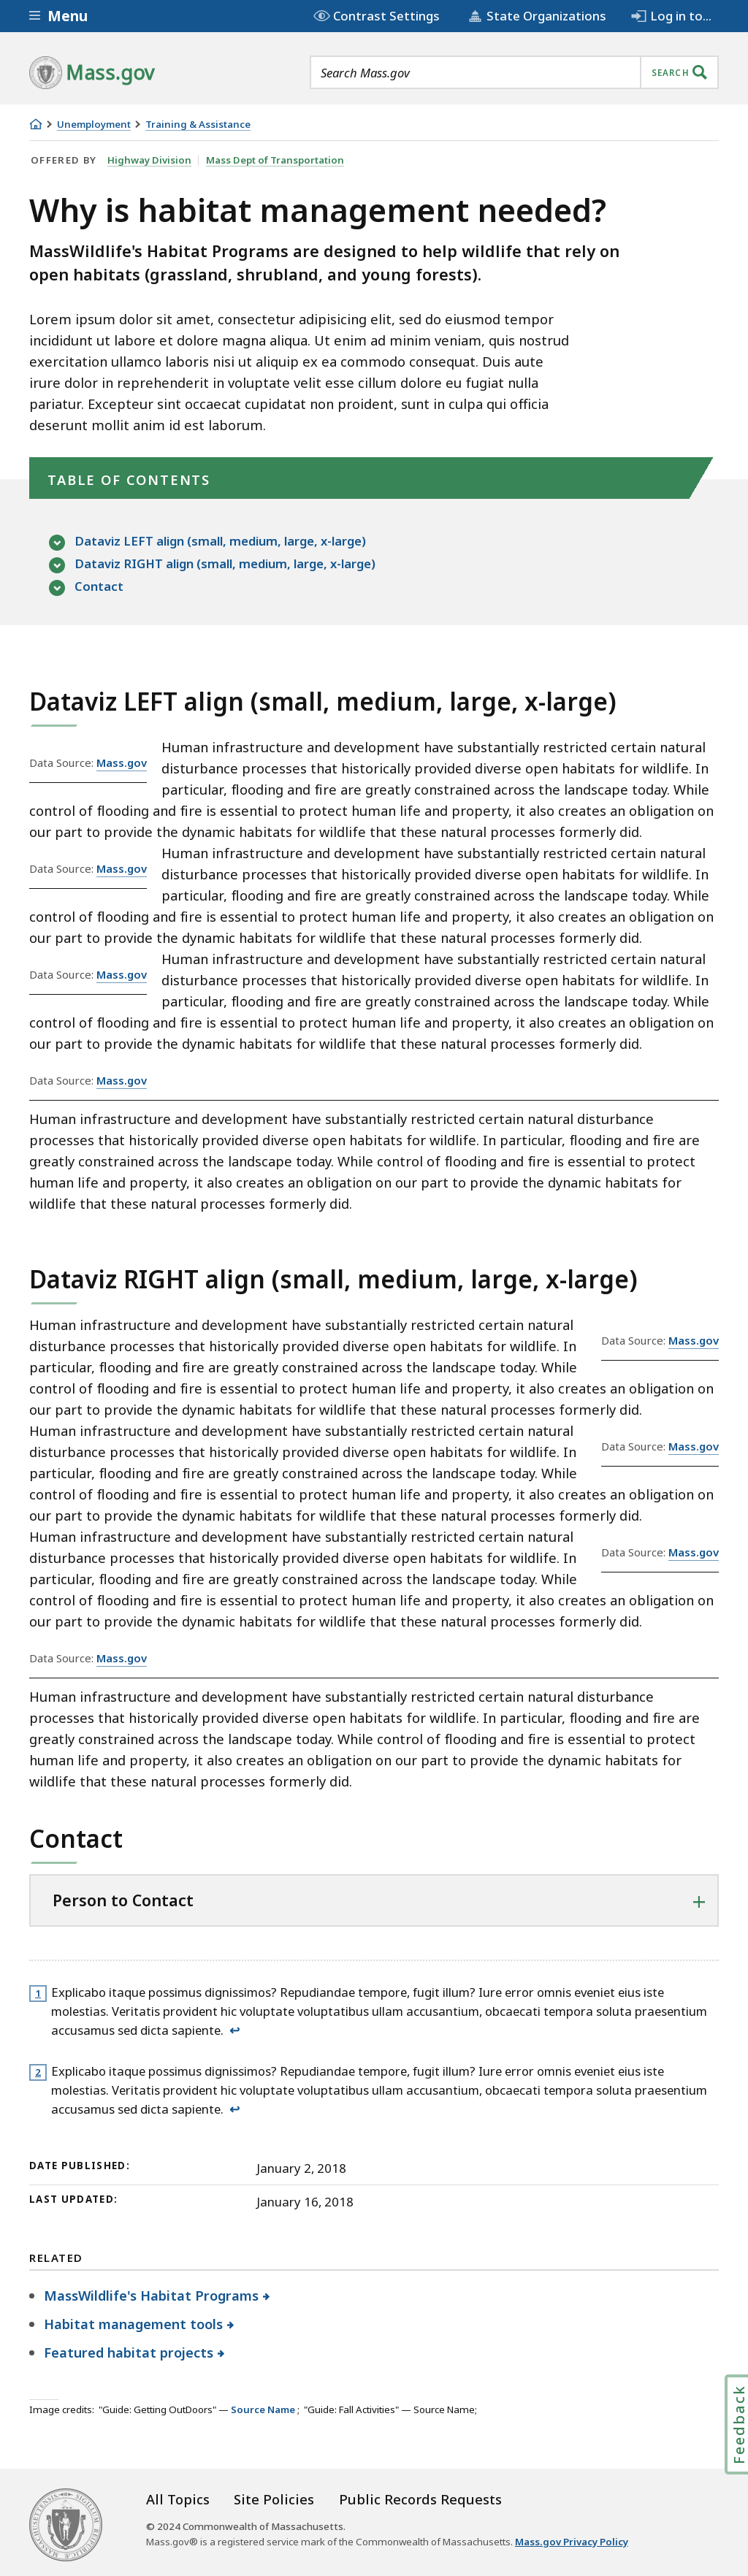 Menu
Contrast Settings
State Organizations
Log in to...
Mass.gov
Search Mass.gov
SEARCH
Unemployment
Training & Assistance
OFFERED BY
Highway Division
Mass Dept of Transportation
Why is habitat management needed?
MassWildlife's Habitat Programs are designed to help wildlife that rely on
open habitats (grassland, shrubland, and young forests).
Lorem ipsum dolor sit amet, consectetur adipisicing elit, sed do eiusmod tempor
incididunt ut labore et dolore magna aliqua. Ut enim ad minim veniam, quis nostrud
exercitation ullamco laboris nisi ut aliquip ex ea commodo consequat. Duis aute
irure dolor in reprehenderit in voluptate velit esse cillum dolore eu fugiat nulla
pariatur. Excepteur sint occaecat cupidatat non proident, sunt in culpa qui officia
deserunt mollit anim id est laborum.
TABLE OF CONTENTS
Dataviz LEFT align (small, medium, large, x-large)
Dataviz RIGHT align (small, medium, large, x-large)
Contact
Dataviz LEFT align (small, medium, large, x-large)
Data Source: Mass.gov
Human infrastructure and development have substantially restricted certain natural
disturbance processes that historically provided diverse open habitats for wildlife. In
particular, flooding and fire are greatly constrained across the landscape today. While
control of flooding and fire is essential to protect human life and property, it also creates an obligation on
our part to provide the dynamic habitats for wildlife that these natural processes formerly did.
Data Source: Mass.gov
Human infrastructure and development have substantially restricted certain natural
disturbance processes that historically provided diverse open habitats for wildlife. In
particular, flooding and fire are greatly constrained across the landscape today. While
control of flooding and fire is essential to protect human life and property, it also creates an obligation on
our part to provide the dynamic habitats for wildlife that these natural processes formerly did.
Data Source: Mass.gov
Human infrastructure and development have substantially restricted certain natural
disturbance processes that historically provided diverse open habitats for wildlife. In
particular, flooding and fire are greatly constrained across the landscape today. While
control of flooding and fire is essential to protect human life and property, it also creates an obligation on
our part to provide the dynamic habitats for wildlife that these natural processes formerly did.
Data Source: Mass.gov
Human infrastructure and development have substantially restricted certain natural disturbance
processes that historically provided diverse open habitats for wildlife. In particular, flooding and fire are
greatly constrained across the landscape today. While control of flooding and fire is essential to protect
human life and property, it also creates an obligation on our part to provide the dynamic habitats for
wildlife that these natural processes formerly did.
Dataviz RIGHT align (small, medium, large, x-large)
Human infrastructure and development have substantially restricted certain natural
disturbance processes that historically provided diverse open habitats for wildlife. In
particular, flooding and fire are greatly constrained across the landscape today. While
Data Source: Mass.gov
control of flooding and fire is essential to protect human life and property, it also creates an obligation on
our part to provide the dynamic habitats for wildlife that these natural processes formerly did.
Human infrastructure and development have substantially restricted certain natural
disturbance processes that historically provided diverse open habitats for wildlife. In
particular, flooding and fire are greatly constrained across the landscape today. While
Data Source: Mass.gov
control of flooding and fire is essential to protect human life and property, it also creates an obligation on
our part to provide the dynamic habitats for wildlife that these natural processes formerly did.
Human infrastructure and development have substantially restricted certain natural
disturbance processes that historically provided diverse open habitats for wildlife. In
particular, flooding and fire are greatly constrained across the landscape today. While
Data Source: Mass.gov
control of flooding and fire is essential to protect human life and property, it also creates an obligation on
our part to provide the dynamic habitats for wildlife that these natural processes formerly did.
Data Source: Mass.gov
Human infrastructure and development have substantially restricted certain natural disturbance
processes that historically provided diverse open habitats for wildlife. In particular, flooding and fire are
greatly constrained across the landscape today. While control of flooding and fire is essential to protect
human life and property, it also creates an obligation on our part to provide the dynamic habitats for
wildlife that these natural processes formerly did.
Contact
Person to Contact
1 Explicabo itaque possimus dignissimos? Repudiandae tempore, fugit illum? Iure error omnis eveniet eius iste
molestias. Veritatis provident hic voluptate voluptatibus ullam accusantium, obcaecati tempora soluta praesentium
accusamus sed dicta sapiente. ↩
2 Explicabo itaque possimus dignissimos? Repudiandae tempore, fugit illum? Iure error omnis eveniet eius iste
molestias. Veritatis provident hic voluptate voluptatibus ullam accusantium, obcaecati tempora soluta praesentium
accusamus sed dicta sapiente. ↩
DATE PUBLISHED: January 2, 2018
LAST UPDATED: January 16, 2018
RELATED
MassWildlife's Habitat Programs
Habitat management tools
Featured habitat projects
Feedback
Image credits: "Guide: Getting OutDoors" — Source Name ; "Guide: Fall Activities" — Source Name;
All Topics
Site Policies
Public Records Requests
© 2024 Commonwealth of Massachusetts.
Mass.gov® is a registered service mark of the Commonwealth of Massachusetts. Mass.gov Privacy Policy